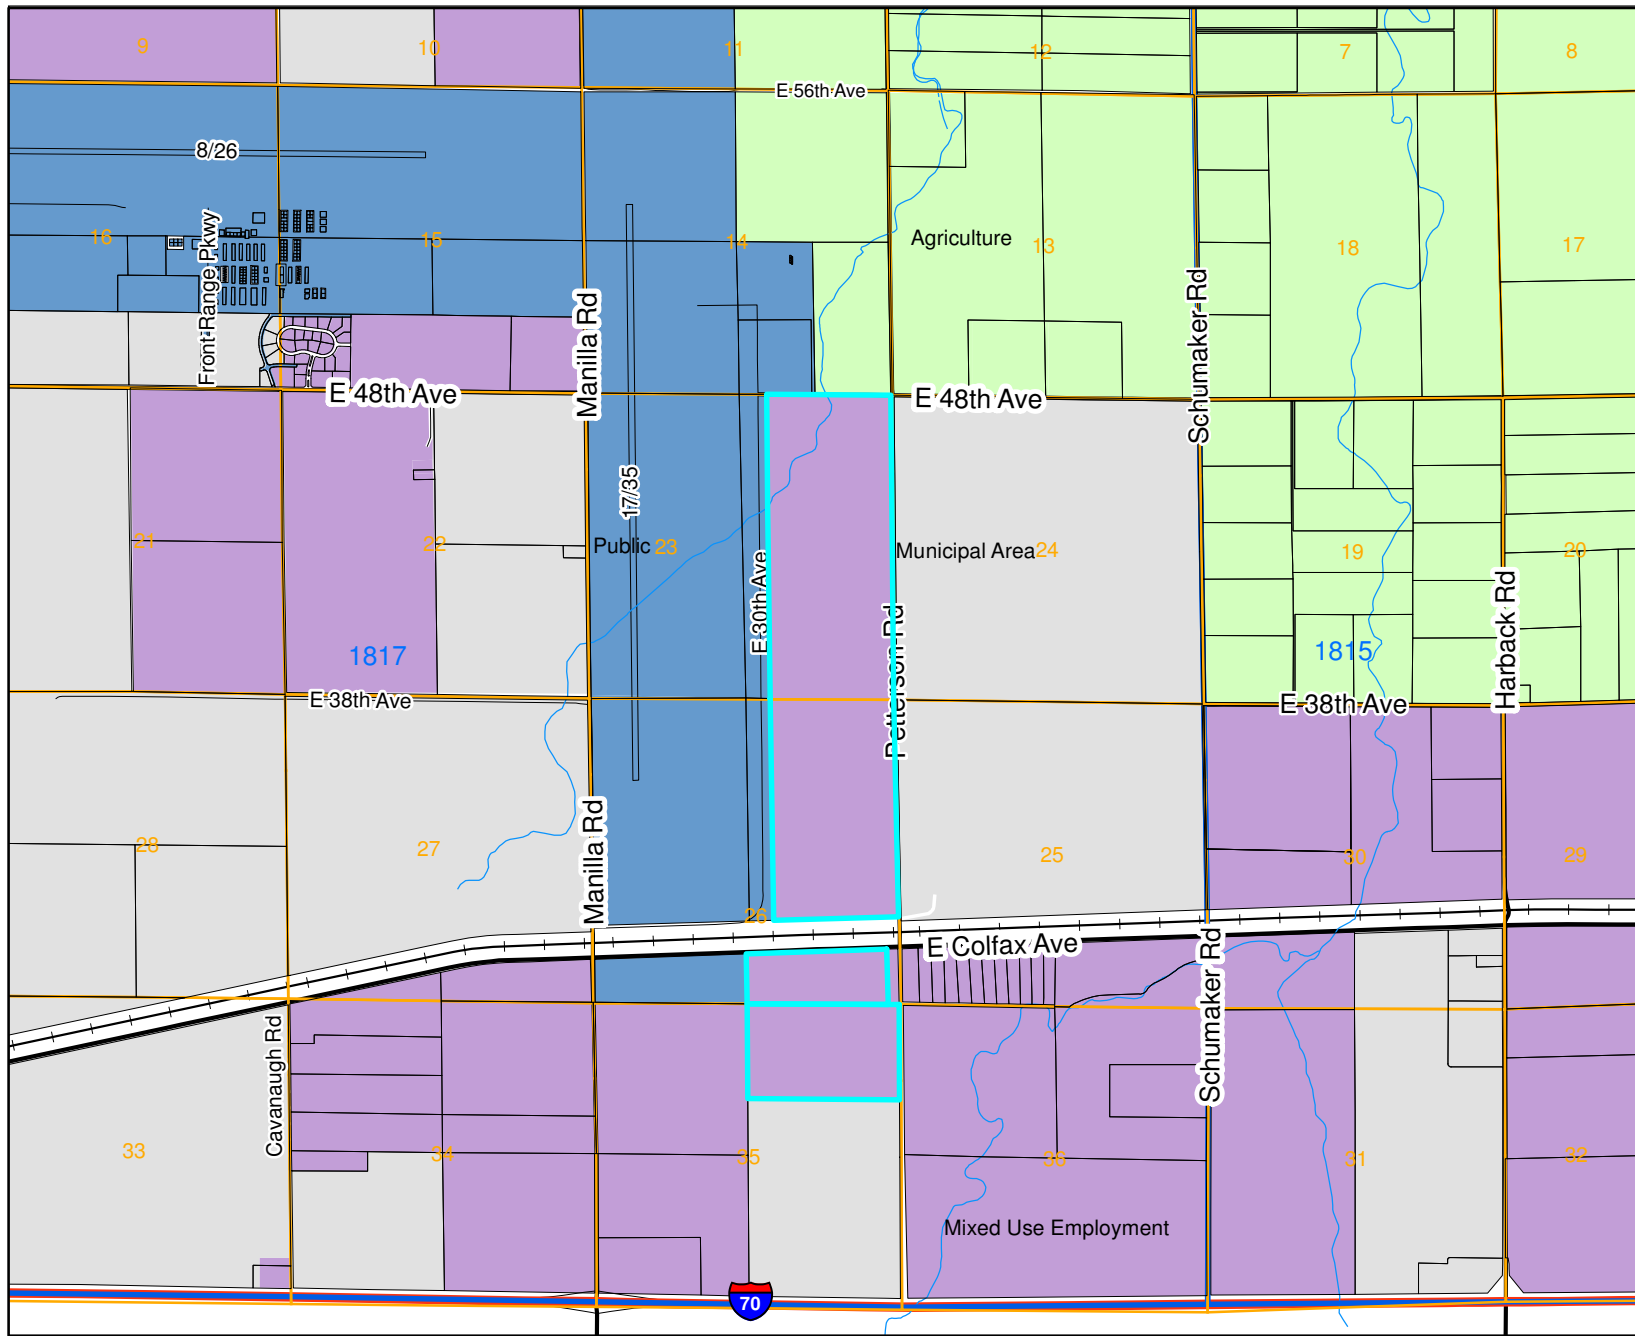 9
10
11
12
7
8
E 56th Ave
8/26
16
Front Range Pkwy
15
14
Agriculture
13
18
17
Manilla Rd
Schumaker Rd
E 48th Ave
E 48th Ave
21
22
17/35
Public
23
E 30th Ave
Municipal Area
24
19
20
1817
Petterson Rd
1815
Harback Rd
E 38th Ave
E 38th Ave
28
27
Manilla Rd
26
25
30
29
E Colfax Ave
Schumaker Rd
Cavanaugh Rd
33
34
35
36
31
32
Mixed Use Employment
70